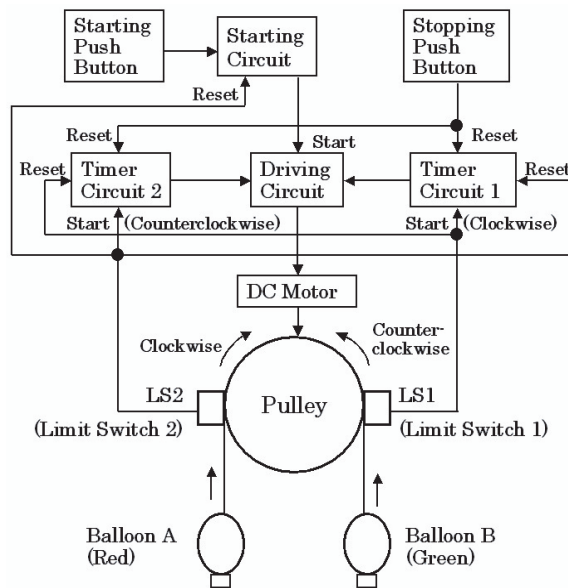 Starting
Push
Button
Starting
Circuit
Stopping
Push
Button
Reset
Reset
Start
Reset
Reset
Timer
Circuit 2
Driving
Circuit
Timer
Circuit 1
Reset
Start
(Counterclockwise)
Start
(Clockwise)
DC Motor
Clockwise
Counter-
clockwise
LS2
Pulley
LS1
(Limit Switch 2)
(Limit Switch 1)
Balloon A
(Red)
Balloon B
(Green)